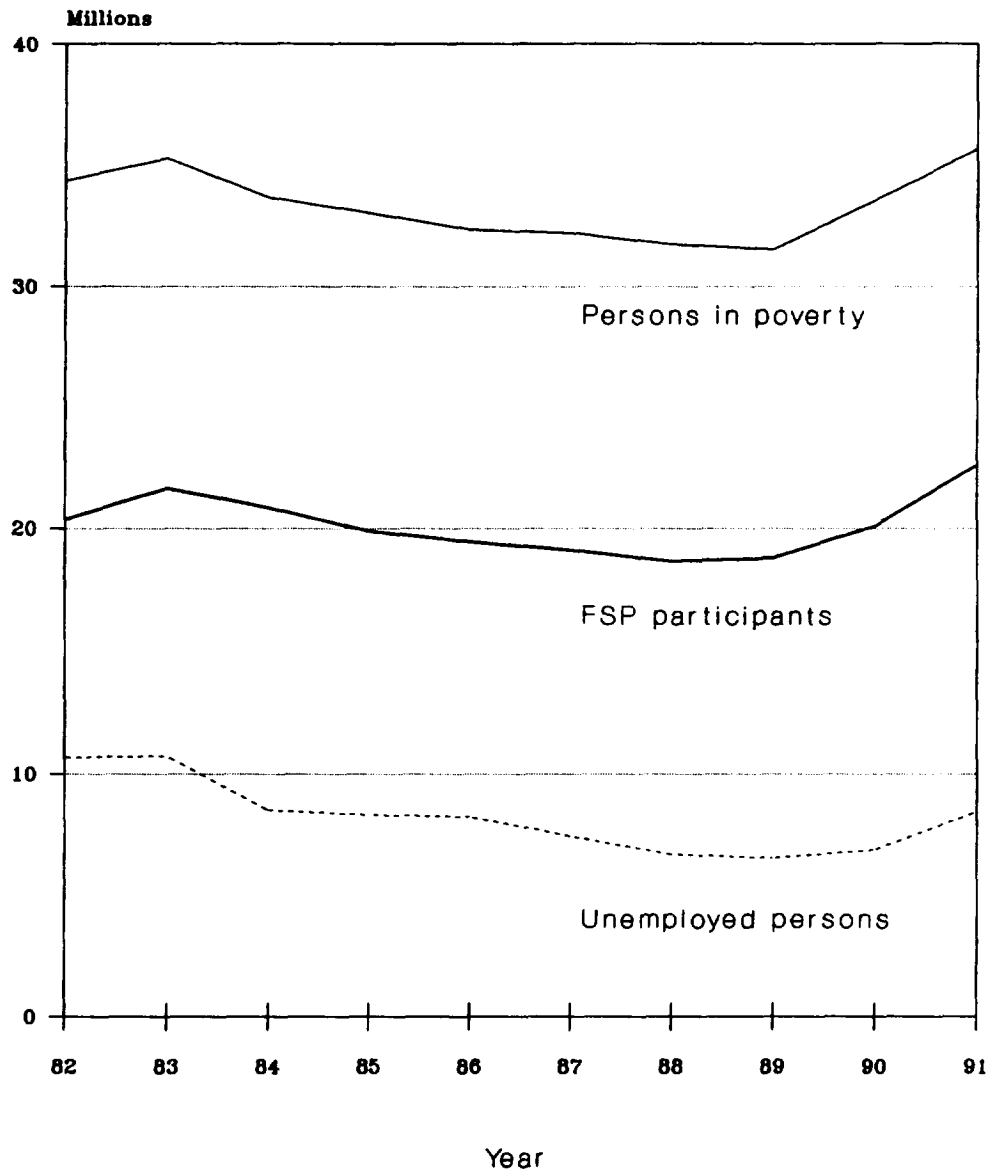 Millions
40
30
Persons in poverty
20
FSP participants
10
Unemployed persons
0
82 83 84 85 86 87 88 89 90 91
Year